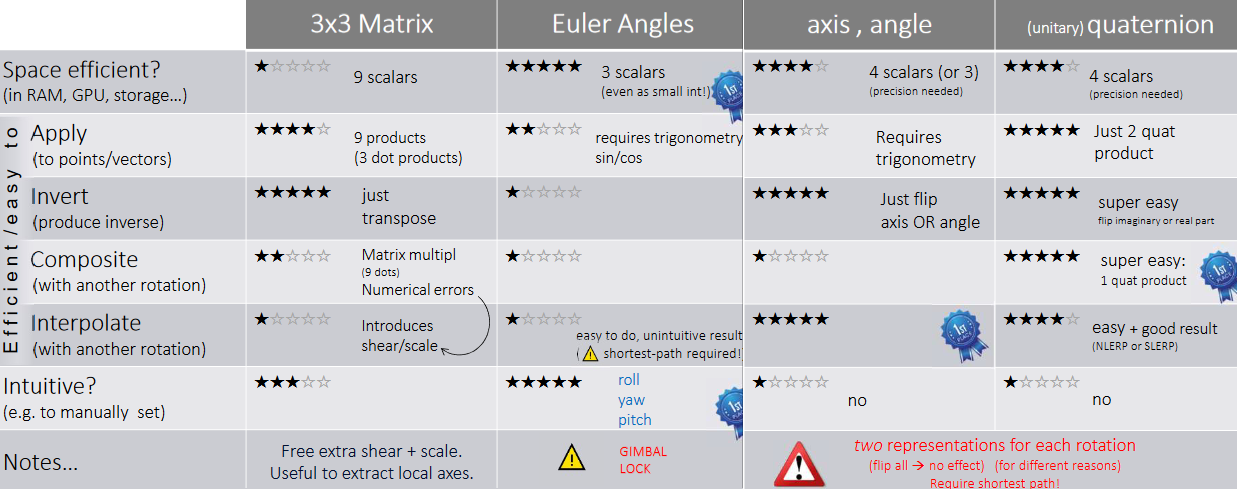 3x3 Matrix
Euler Angles
axis , angle
(unitary) quaternion
Efficient/easy to
Space efficient?
(in RAM, GPU, storage...)
★☆☆☆☆
9 scalars
★★★★★
3 scalars
(even as small int!)
1ST
PLACE
★★★★☆
4 scalars (or 3)
(precision needed)
★★★★☆
4 scalars
(precision needed)
Apply
(to points/vectors)
★★★★☆
9 products
(3 dot products)
★★☆☆☆
requires trigonometry
sin/cos
★★★☆☆
Requires
trigonometry
★★★★★
Just 2 quat
product
Invert
(produce inverse)
★★★★★
just
transpose
★☆☆☆☆
★★★★★
Just flip
axis OR angle
★★★★★
super easy
flip imaginary or real part
Composite
(with another rotation)
★★☆☆☆
Matrix multipl
(9 dots)
Numerical errors
★☆☆☆☆
★☆☆☆☆
★★★★★
super easy:
1 quat product
1ST
PLACE
Interpolate
(with another rotation)
★☆☆☆☆
Introduces
shear/scale
★☆☆☆☆
easy to do, unintuitive result
( ! shortest-path required!
★★★★★
1ST
PLACE
★★★★☆
easy + good result
(NLERP or SLERP)
Intuitive?
(e.g. to manually set)
★★★☆☆
★★★★★
roll
yaw
pitch
1ST
PLACE
★☆☆☆☆
no
★☆☆☆☆
no
Notes...
Free extra shear + scale.
Useful to extract local axes.
!
GIMBAL
LOCK
!
two representations for each rotation
(flip all → no effect) (for different reasons)
Require shortest path!